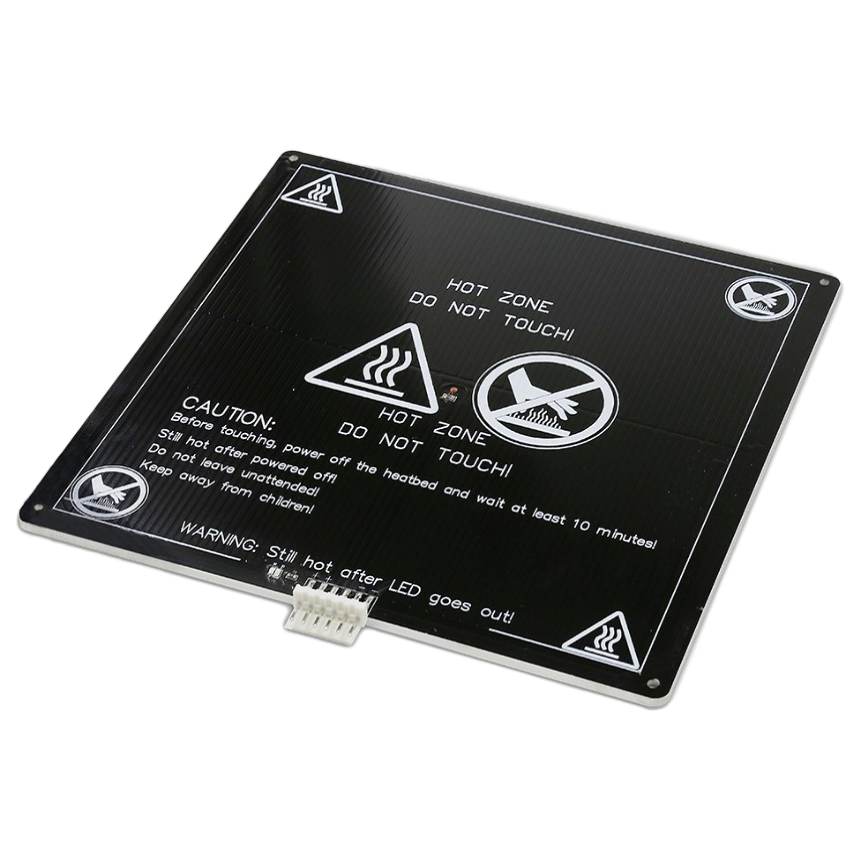 HOT ZONE
DO NOT TOUCH!
HOT ZONE
DO NOT TOUCH!
CAUTION:
Before touching, power off the heatbed and wait at least 10 minutes!
Still hot after powered off!
Do not leave unattended!
Keep away from children!
WARNING: Still hot after LED goes out!